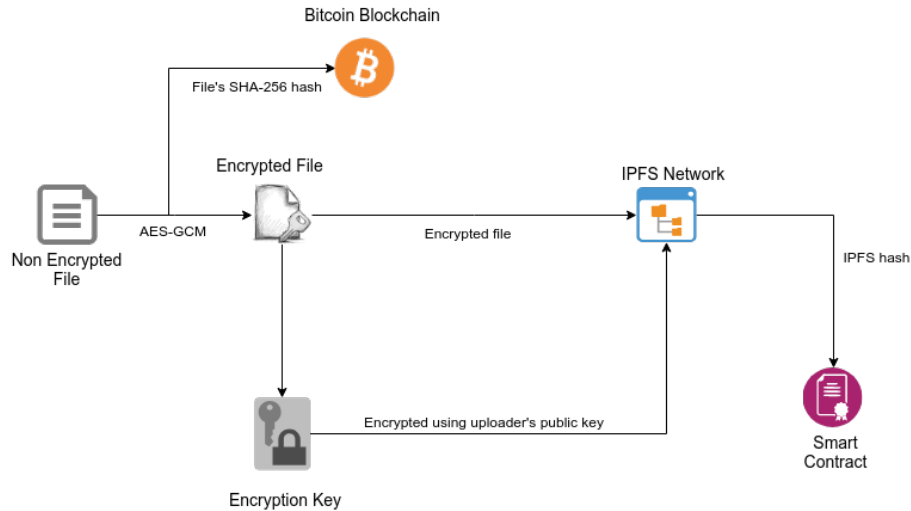 Bitcoin Blockchain
File's SHA-256 hash
Encrypted File
IPFS Network
AES-GCM
Encrypted file
Non Encrypted
File
IPFS hash
Encrypted using uploader's public key
Smart
Contract
Encryption Key